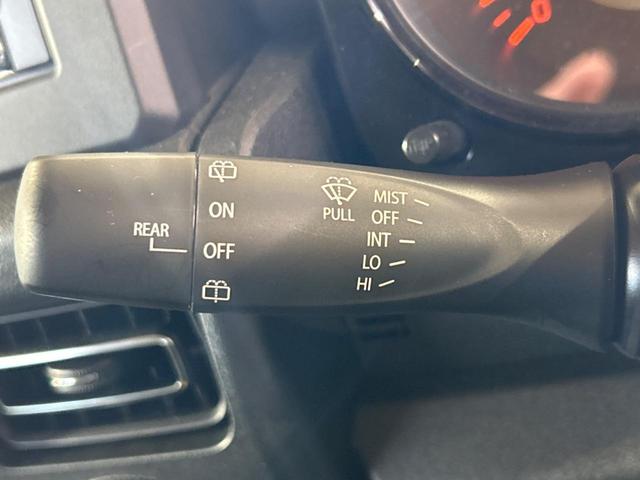 ON
REAR
OFF
PULL
MIST
OFF
INT
LO
HI